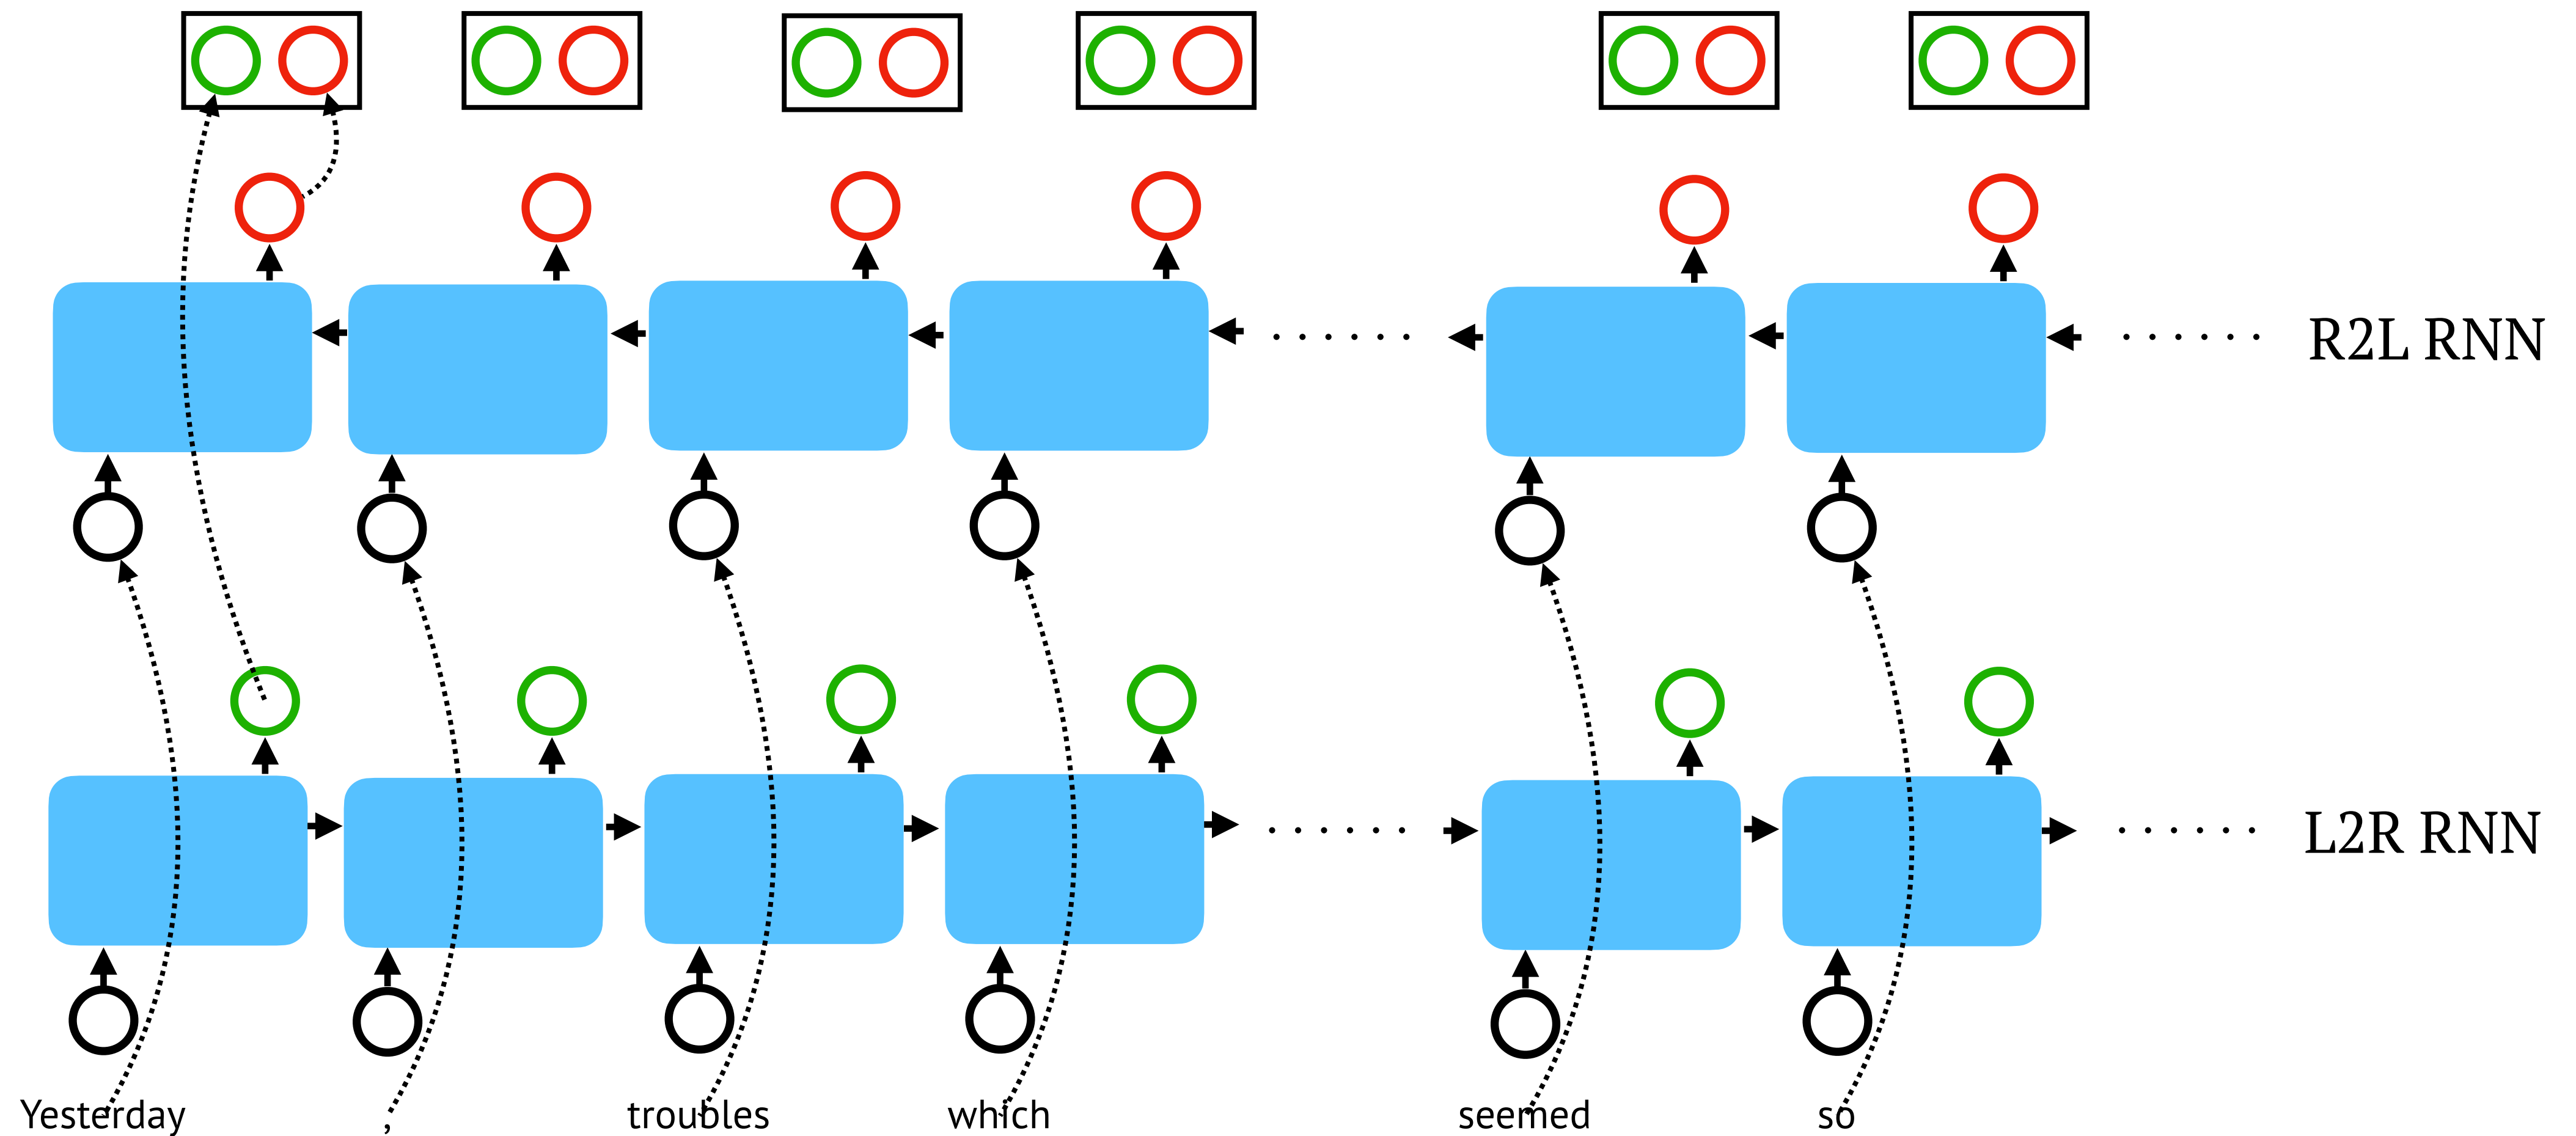 R2L RNN
L2R RNN
Yesterday , troubles which seemed so